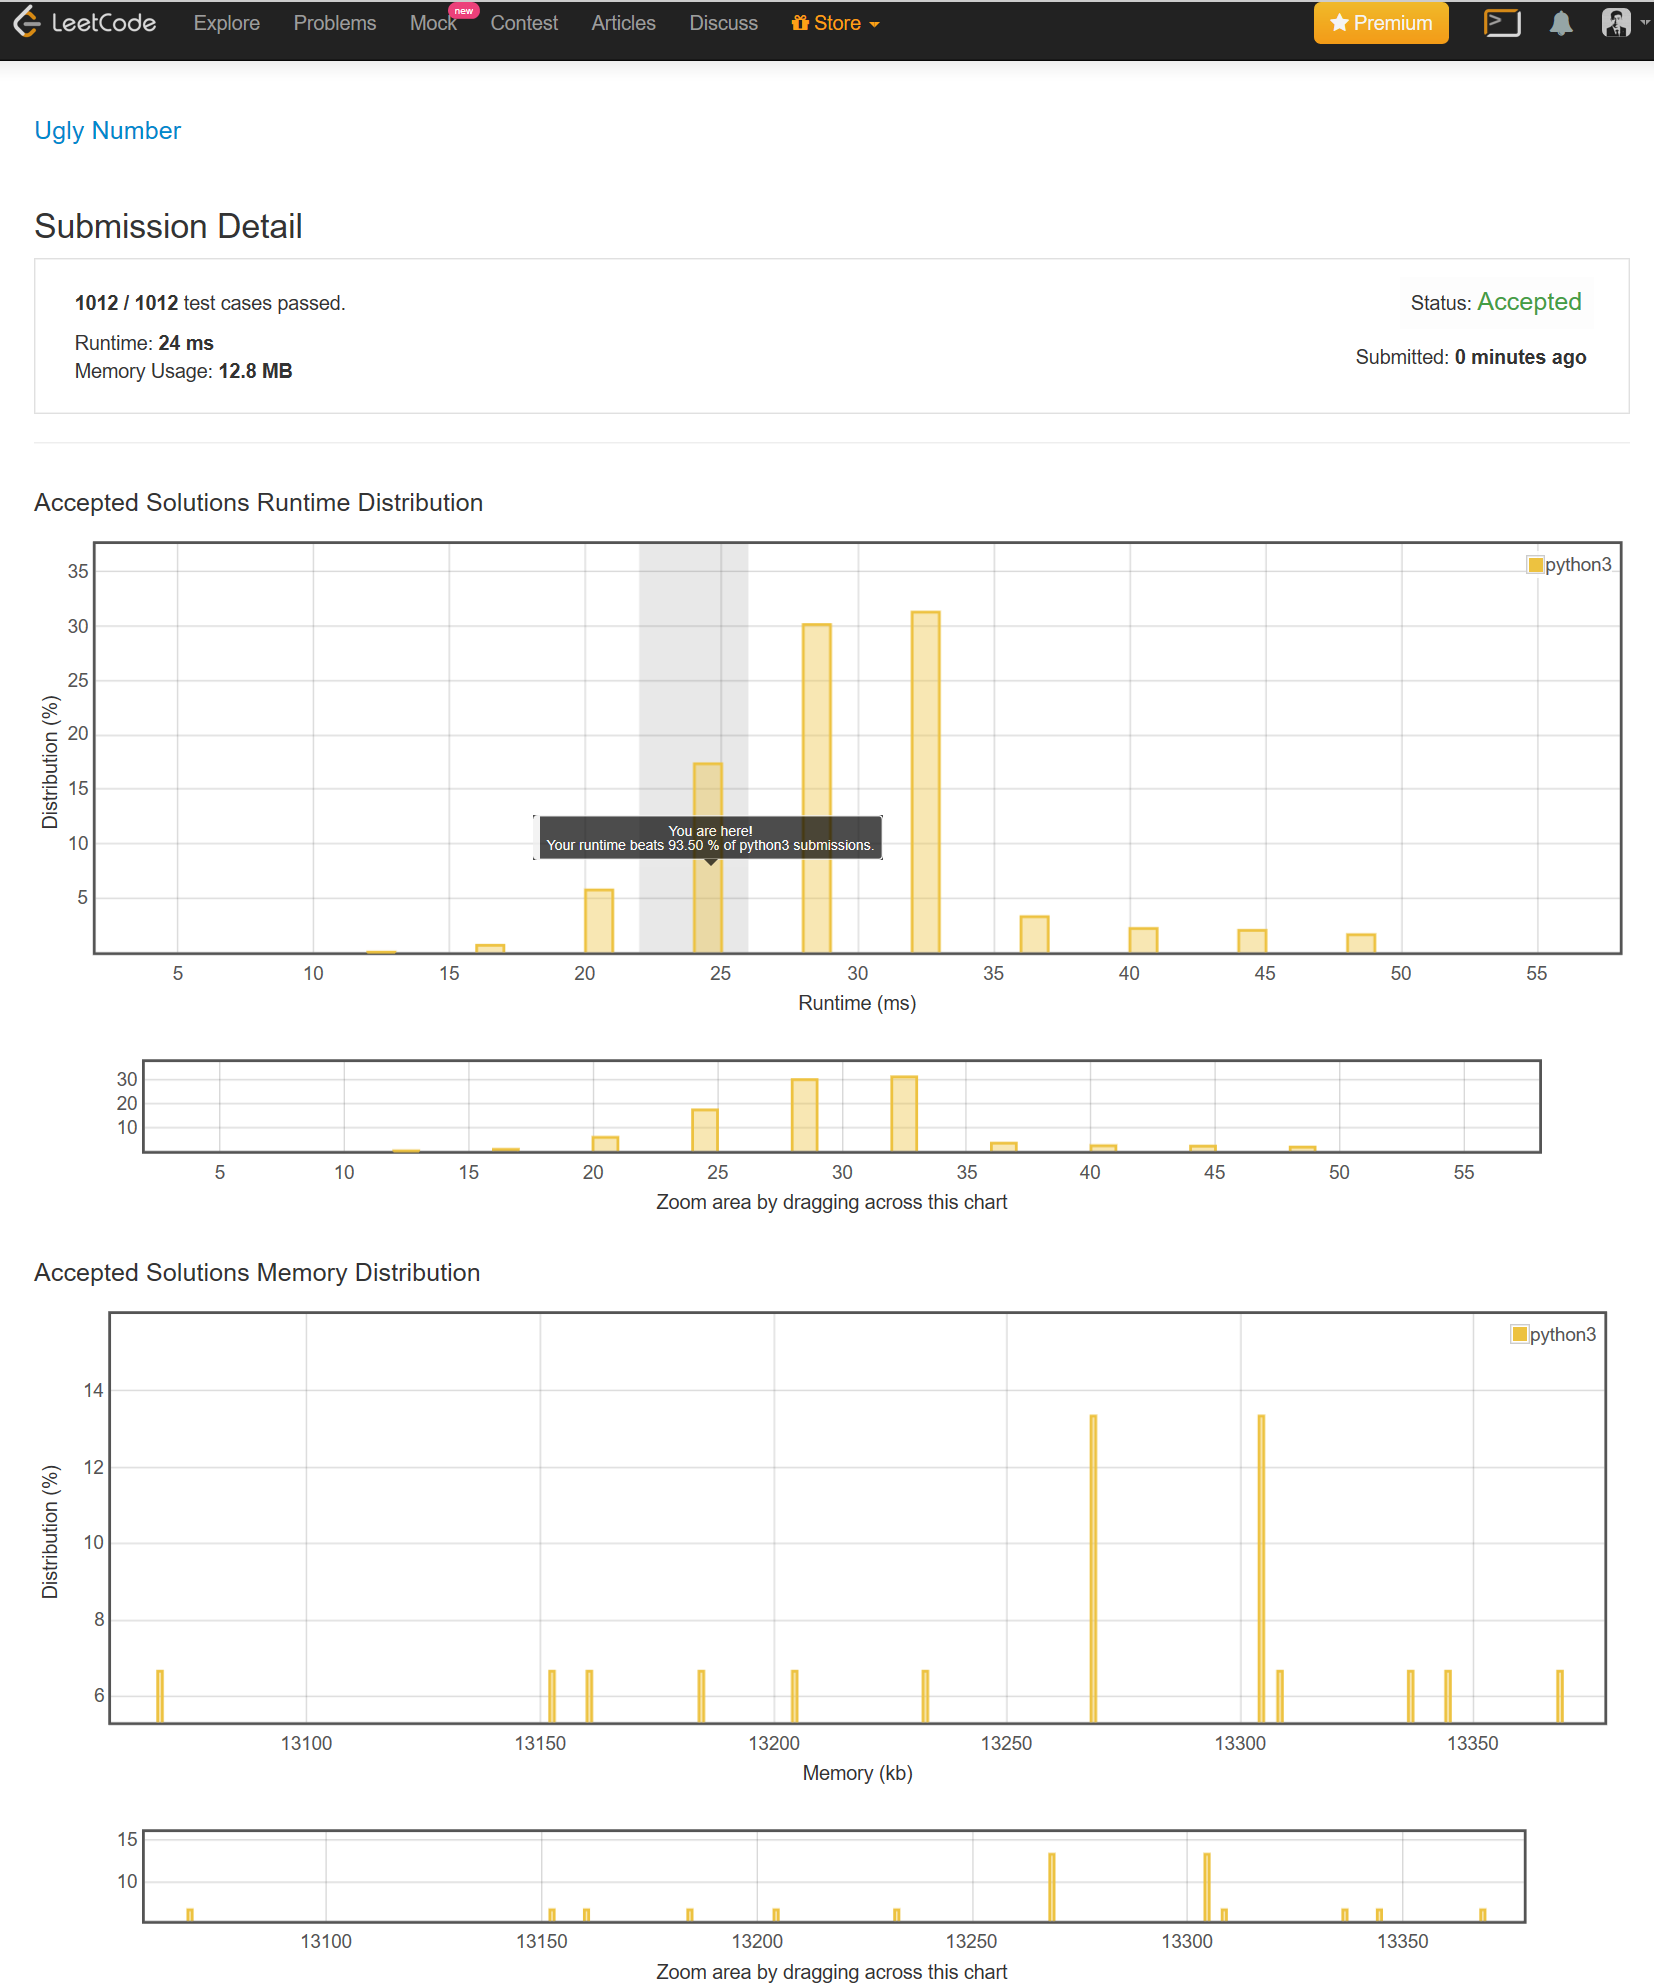 LeetCode Explore Problems Mock new Contest Articles Discuss Store Premium
Ugly Number
Submission Detail
1012 / 1012 test cases passed.
Status: Accepted
Runtime: 24 ms
Submitted: 0 minutes ago
Memory Usage: 12.8 MB
Accepted Solutions Runtime Distribution
python3
35
30
25
20
15
10
5
Distribution (%)
You are here!
Your runtime beats 93.50 % of python3 submissions.
5 10 15 20 25 30 35 40 45 50 55
Runtime (ms)
30
20
10
5 10 15 20 25 30 35 40 45 50 55
Zoom area by dragging across this chart
Accepted Solutions Memory Distribution
python3
14
12
10
8
6
Distribution (%)
13100 13150 13200 13250 13300 13350
Memory (kb)
15
10
13100 13150 13200 13250 13300 13350
Zoom area by dragging across this chart